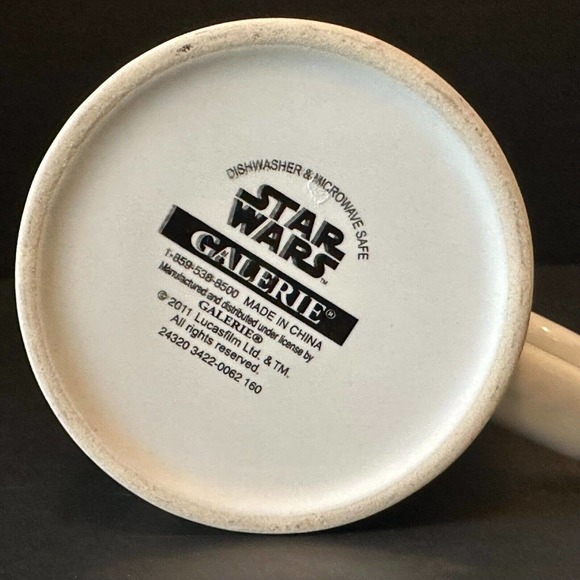 DISHWASHER & MICROWAVE SAFE
STAR
WARS™
GALERIE®
1-859-538-8500 MADE IN CHINA
Manufactured and distributed under license by
GALERIE®
© 2011 Lucasfilm Ltd. & TM.
All rights reserved.
24320 3422-0062 160